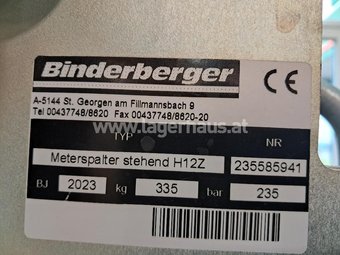 Binderberger
CE
A-5144 St. Georgen am Fillmannsbach 9
Tel 00437748/8620 Fax 00437748/8620-20
www.lagerhaus.at
TYP NR
Meterspalter stehend H12Z 235585941
BJ 2023 kg 335 bar 235